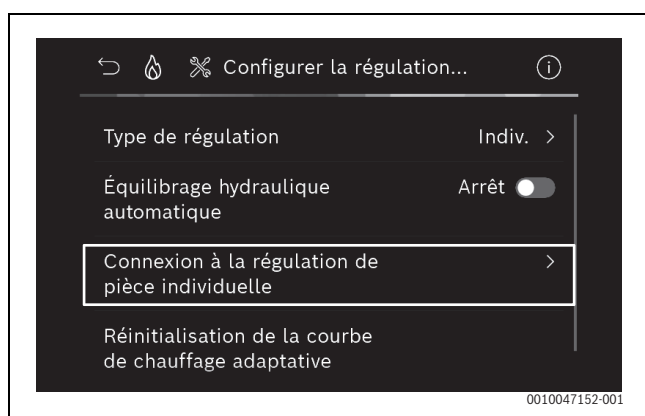 Configurer la régulation...
Type de régulation Indiv. >
Équilibrage hydraulique Arrêt
automatique
Connexion à la régulation de >
pièce individuelle
Réinitialisation de la courbe
de chauffage adaptative
0010047152-001